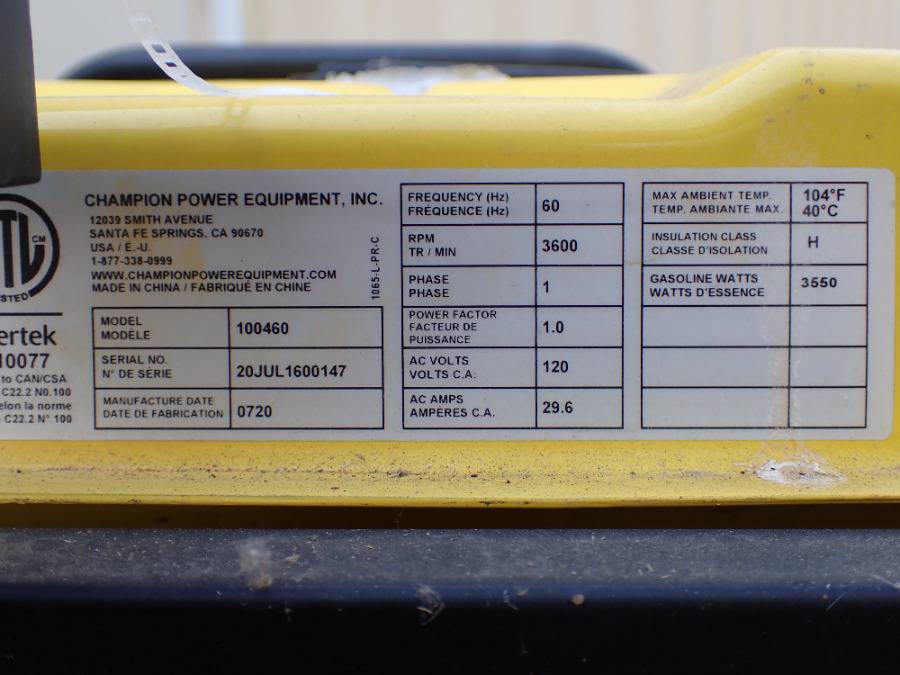 CM
ertek
10077
to CAN/CSA
C22.2 N0.100
elon la norme
C22.2 N° 100
CHAMPION POWER EQUIPMENT, INC.
12039 SMITH AVENUE
SANTA FE SPRINGS, CA 90670
USA / É.-U.
1-877-338-0999
WWW.CHAMPIONPOWEREQUIPMENT.COM
MADE IN CHINA / FABRIQUÉ EN CHINE
1065-L-PR-C
MODEL
MODÈLE
100460
SERIAL NO.
N° DE SÉRIE
20JUL1600147
MANUFACTURE DATE
DATE DE FABRICATION
0720
FREQUENCY (Hz)
FRÉQUENCE (Hz)
60
RPM
TR / MIN
3600
PHASE
PHASE
1
POWER FACTOR
FACTEUR DE
PUISSANCE
1.0
AC VOLTS
VOLTS C.A.
120
AC AMPS
AMPÈRES C.A.
29.6
MAX AMBIENT TEMP.
TEMP. AMBIANTE MAX.
104°F
40°C
INSULATION CLASS
CLASSE D'ISOLATION
H
GASOLINE WATTS
WATTS D'ESSENCE
3550